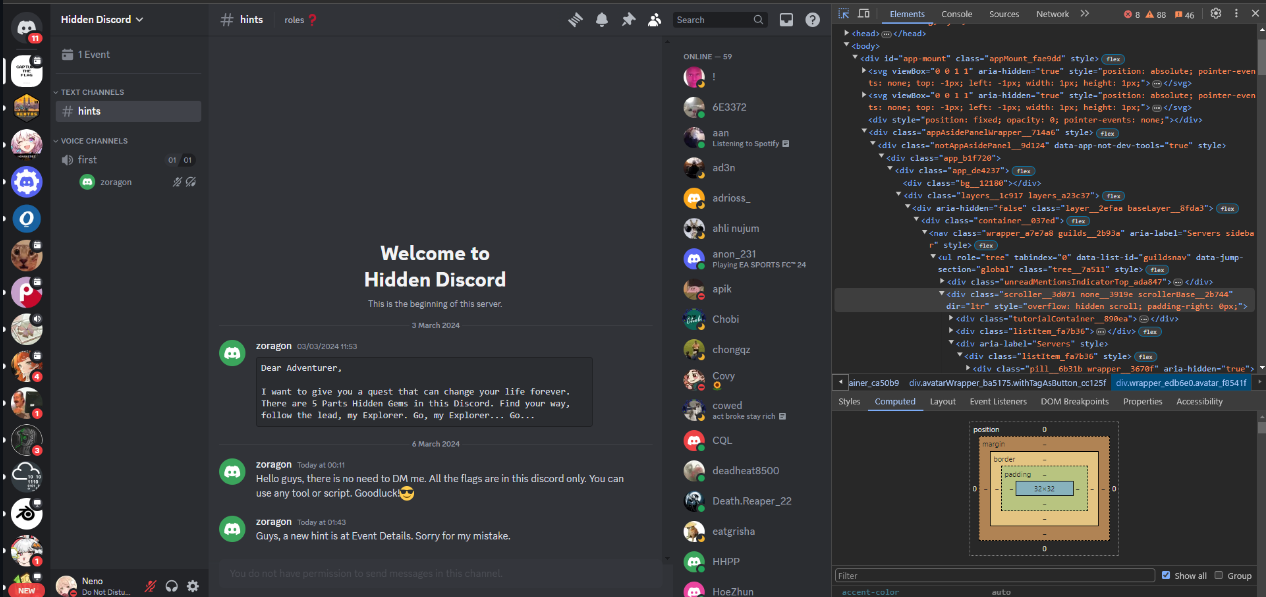 Hidden Discord
11
1 Event
TEXT CHANNELS
# hints
VOICE CHANNELS
first
01 01
zoragon
4
1
3
1
NEW
Neno
Do Not Distu...
# hints
roles ❓
Search
Welcome to
Hidden Discord
This is the beginning of this server.
3 March 2024
zoragon 03/03/2024 11:53
Dear Adventurer,
I want to give you a quest that can change your life forever.
There are 5 Parts Hidden Gems in this Discord. Find your way,
follow the lead, my Explorer. Go, my Explorer... Go...
6 March 2024
zoragon Today at 00:11
Hello guys, there is no need to DM me. All the flags are in this discord only. You can
use any tool or script. Goodluck!😎
zoragon Today at 01:43
Guys, a new hint is at Event Details. Sorry for my mistake.
You do not have permission to send messages in this channel.
ONLINE — 59
!
6E3372
aan
Listening to Spotify
ad3n
adrioss_
ahli nujum
anon_231
Playing EA SPORTS FC™ 24
apik
Chobi
chongqz
Covy
🌻
cowed
act broke stay rich
CQL
deadheat8500
Death.Reaper_22
eatgrisha
HHPP
HoeZhun
Elements Console Sources Network
8 88 46
<head> … </head>
<body>
<div id="app-mount" class="appMount_fae9dd" style> flex
<svg viewBox="0 0 1 1" aria-hidden="true" style="position: absolute; pointer-even
ts: none; top: -1px; left: -1px; width: 1px; height: 1px;"> … </svg>
<svg viewBox="0 0 1 1" aria-hidden="true" style="position: absolute; pointer-even
ts: none; top: -1px; left: -1px; width: 1px; height: 1px;"> … </svg>
<div style="position: fixed; opacity: 0; pointer-events: none;"></div>
<div class="appAsidePanelWrapper__714a6" style> flex
<div class="notAppAsidePanel__9d124" data-app-not-dev-tools="true" style>
<div class="app_b1f720">
<div class="app_de4237"> flex
<div class="bg__12180"></div>
<div class="layers__1c917 layers_a23c37"> flex
<div aria-hidden="false" class="layer__2efaa baseLayer__8fda3"> flex
<div class="container__037ed"> flex
<nav class="wrapper_a7e7a8 guilds__2b93a" aria-label="Servers sideba
r" style> flex
<ul role="tree" tabindex="0" data-list-id="guildsnav" data-jump-
section="global" class="tree__7a511" style> flex
<div class="unreadMentionsIndicatorTop_ada847"> … </div>
<div class="scroller__3d071 none__3919e scrollerBase__2b744"
dir="ltr" style="overflow: hidden scroll; padding-right: 0px;">
<div class="tutorialContainer__890ea"> … </div>
<div class="listItem_fa7b36"> … </div> flex
<div aria-label="Servers" style>
<div class="listItem_fa7b36" style> flex
<div class="pill__6b31b wrapper__3670f" aria-hidden="true">
ainer_ca50b9 div.avatarWrapper_ba5175.withTagAsButton_cc125f div.wrapper_edb6e0.avatar_f8541f
Styles Computed Layout Event Listeners DOM Breakpoints Properties Accessibility
position 0
margin –
border –
padding –
0 – – – 32×32 – – – 0
–
–
–
0
Filter
Show all Group
accent-color auto